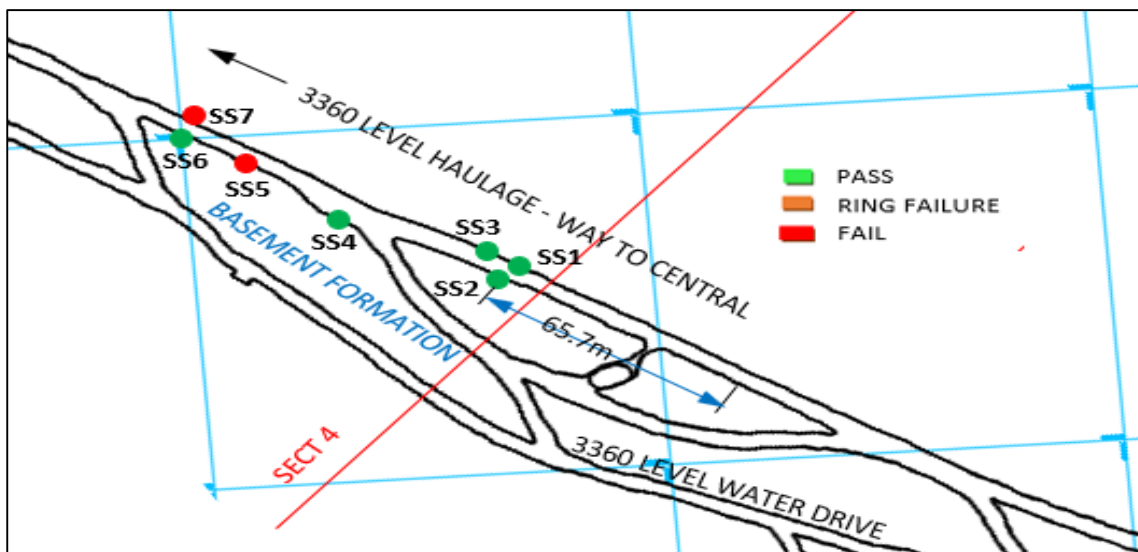 SS7
3360 LEVEL HAULAGE - WAY TO CENTRAL
SS6
SS5
PASS
RING FAILURE
FAIL
BASEMENT FORMATION
SS4
SS3
SS1
SS2
65.7m
SECT 4
3360 LEVEL WATER DRIVE